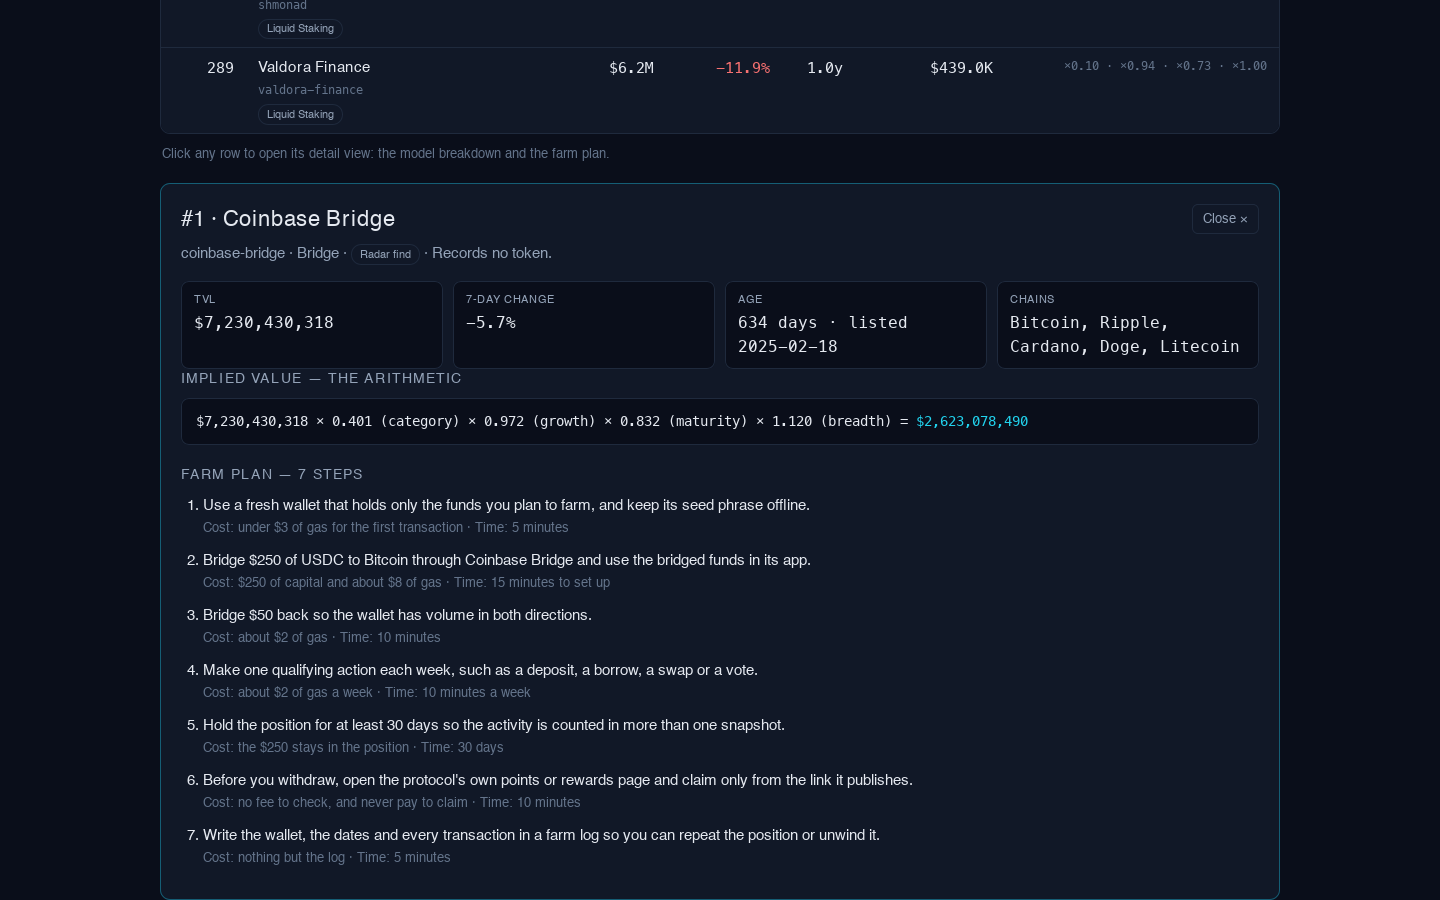 shmonad
Liquid Staking
289 Valdora Finance $6.2M −11.9% 1.0y $439.0K ×0.10 · ×0.94 · ×0.73 · ×1.00
valdora-finance
Liquid Staking
Click any row to open its detail view: the model breakdown and the farm plan.
#1 · Coinbase Bridge
Close ×
coinbase-bridge · Bridge · Radar find · Records no token.
TVL
$7,230,430,318
7-DAY CHANGE
−5.7%
AGE
634 days · listed
2025-02-18
CHAINS
Bitcoin, Ripple,
Cardano, Doge, Litecoin
IMPLIED VALUE — THE ARITHMETIC
$7,230,430,318 × 0.401 (category) × 0.972 (growth) × 0.832 (maturity) × 1.120 (breadth) = $2,623,078,490
FARM PLAN — 7 STEPS
1. Use a fresh wallet that holds only the funds you plan to farm, and keep its seed phrase offline.
Cost: under $3 of gas for the first transaction · Time: 5 minutes
2. Bridge $250 of USDC to Bitcoin through Coinbase Bridge and use the bridged funds in its app.
Cost: $250 of capital and about $8 of gas · Time: 15 minutes to set up
3. Bridge $50 back so the wallet has volume in both directions.
Cost: about $2 of gas · Time: 10 minutes
4. Make one qualifying action each week, such as a deposit, a borrow, a swap or a vote.
Cost: about $2 of gas a week · Time: 10 minutes a week
5. Hold the position for at least 30 days so the activity is counted in more than one snapshot.
Cost: the $250 stays in the position · Time: 30 days
6. Before you withdraw, open the protocol's own points or rewards page and claim only from the link it publishes.
Cost: no fee to check, and never pay to claim · Time: 10 minutes
7. Write the wallet, the dates and every transaction in a farm log so you can repeat the position or unwind it.
Cost: nothing but the log · Time: 5 minutes